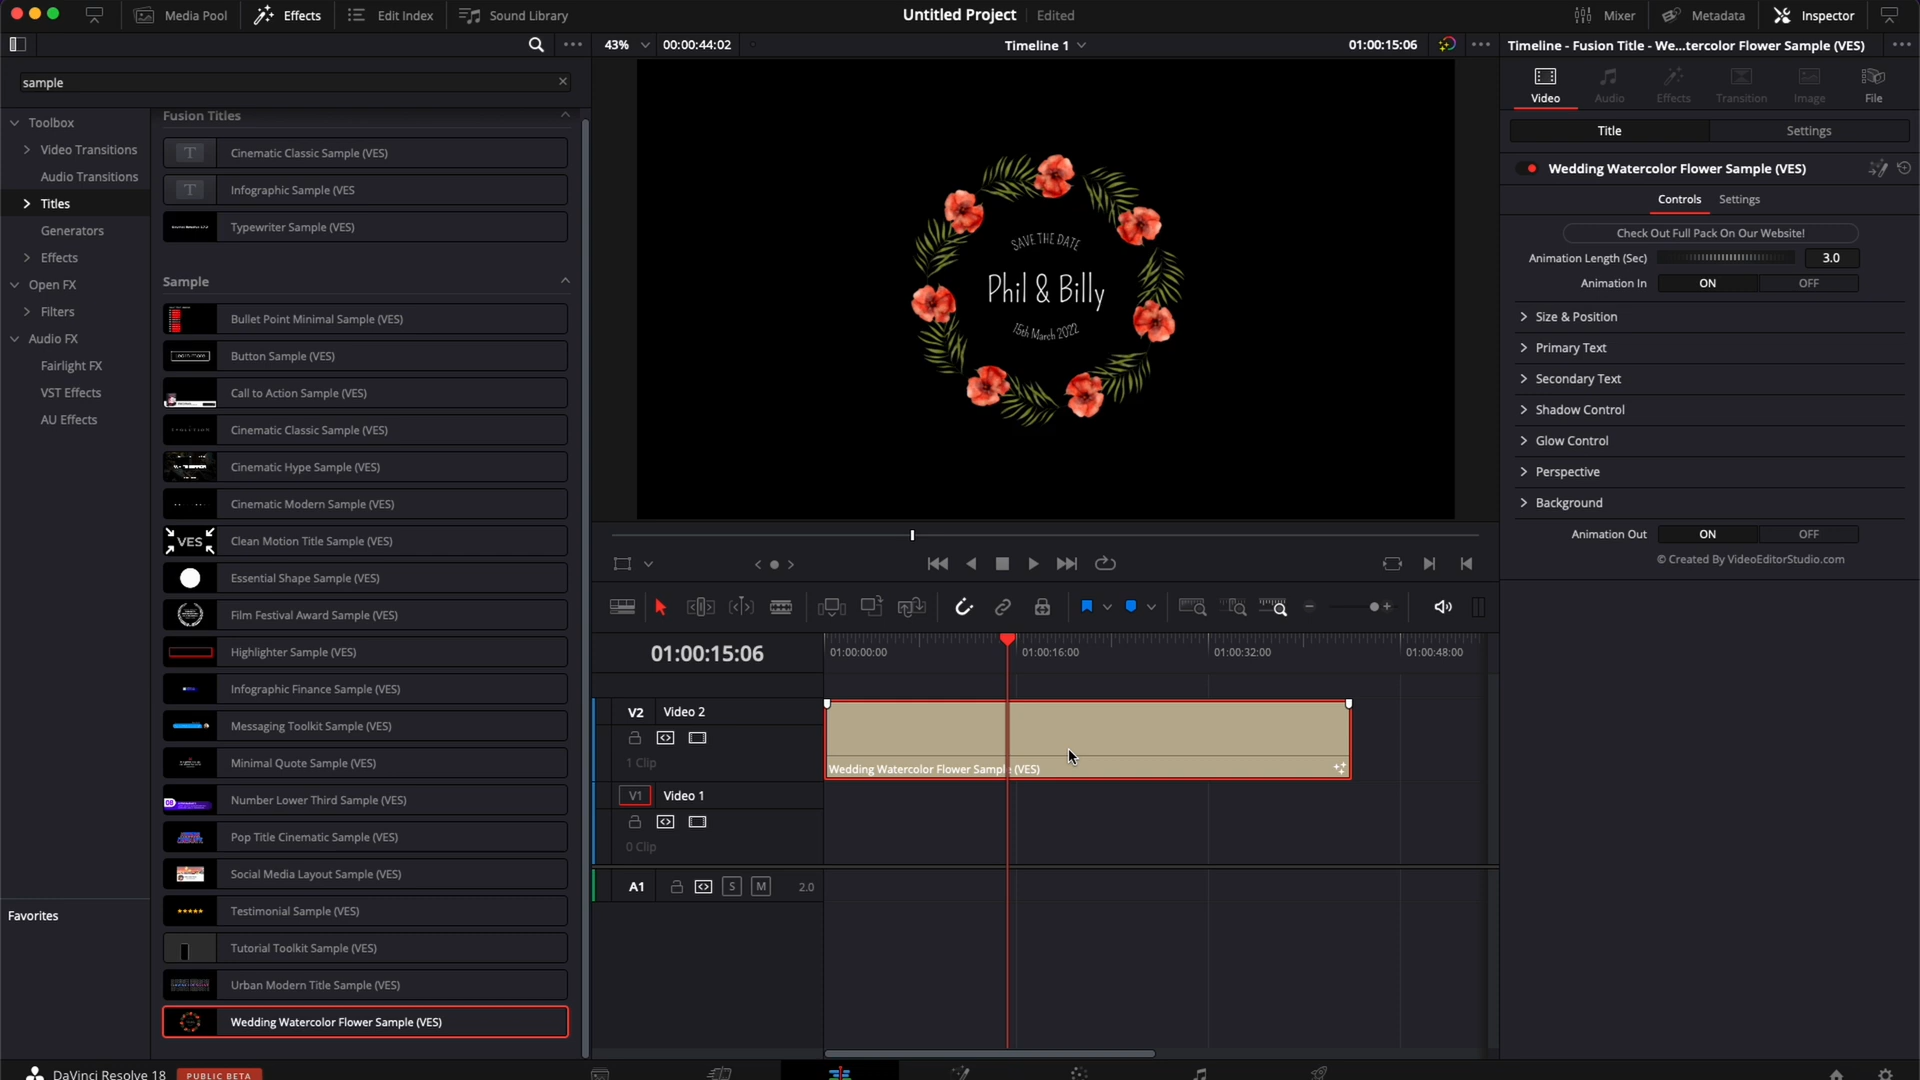 Media Pool
Effects
Edit Index
Sound Library
Untitled Project
Edited
Mixer
Metadata
Inspector
43%
00:00:44:02
Timeline 1
01:00:15:06
Timeline - Fusion Title - We...tercolor Flower Sample (VES)
sample
Toolbox
Video Transitions
Audio Transitions
Titles
Generators
Effects
Open FX
Filters
Audio FX
Fairlight FX
VST Effects
AU Effects
Favorites
Fusion Titles
Cinematic Classic Sample (VES)
Infographic Sample (VES
Typewriter Sample (VES)
Sample
Bullet Point Minimal Sample (VES)
Button Sample (VES)
Call to Action Sample (VES)
Cinematic Classic Sample (VES)
Cinematic Hype Sample (VES)
Cinematic Modern Sample (VES)
VES
Clean Motion Title Sample (VES)
Essential Shape Sample (VES)
Film Festival Award Sample (VES)
Highlighter Sample (VES)
Infographic Finance Sample (VES)
Messaging Toolkit Sample (VES)
Minimal Quote Sample (VES)
Number Lower Third Sample (VES)
Pop Title Cinematic Sample (VES)
Social Media Layout Sample (VES)
Testimonial Sample (VES)
Tutorial Toolkit Sample (VES)
Urban Modern Title Sample (VES)
Wedding Watercolor Flower Sample (VES)
SAVE THE DATE
Phil & Billy
15th March 2022
01:00:15:06
01:00:00:00
01:00:16:00
01:00:32:00
01:00:48:00
V2
Video 2
1 Clip
Wedding Watercolor Flower Sample (VES)
V1
Video 1
0 Clip
A1
S
M
2.0
Video
Audio
Effects
Transition
Image
File
Title
Settings
Wedding Watercolor Flower Sample (VES)
Controls
Settings
Check Out Full Pack On Our Website!
Animation Length (Sec)
3.0
Animation In
ON
OFF
Size & Position
Primary Text
Secondary Text
Shadow Control
Glow Control
Perspective
Background
Animation Out
ON
OFF
© Created By VideoEditorStudio.com
DaVinci Resolve 18
PUBLIC BETA